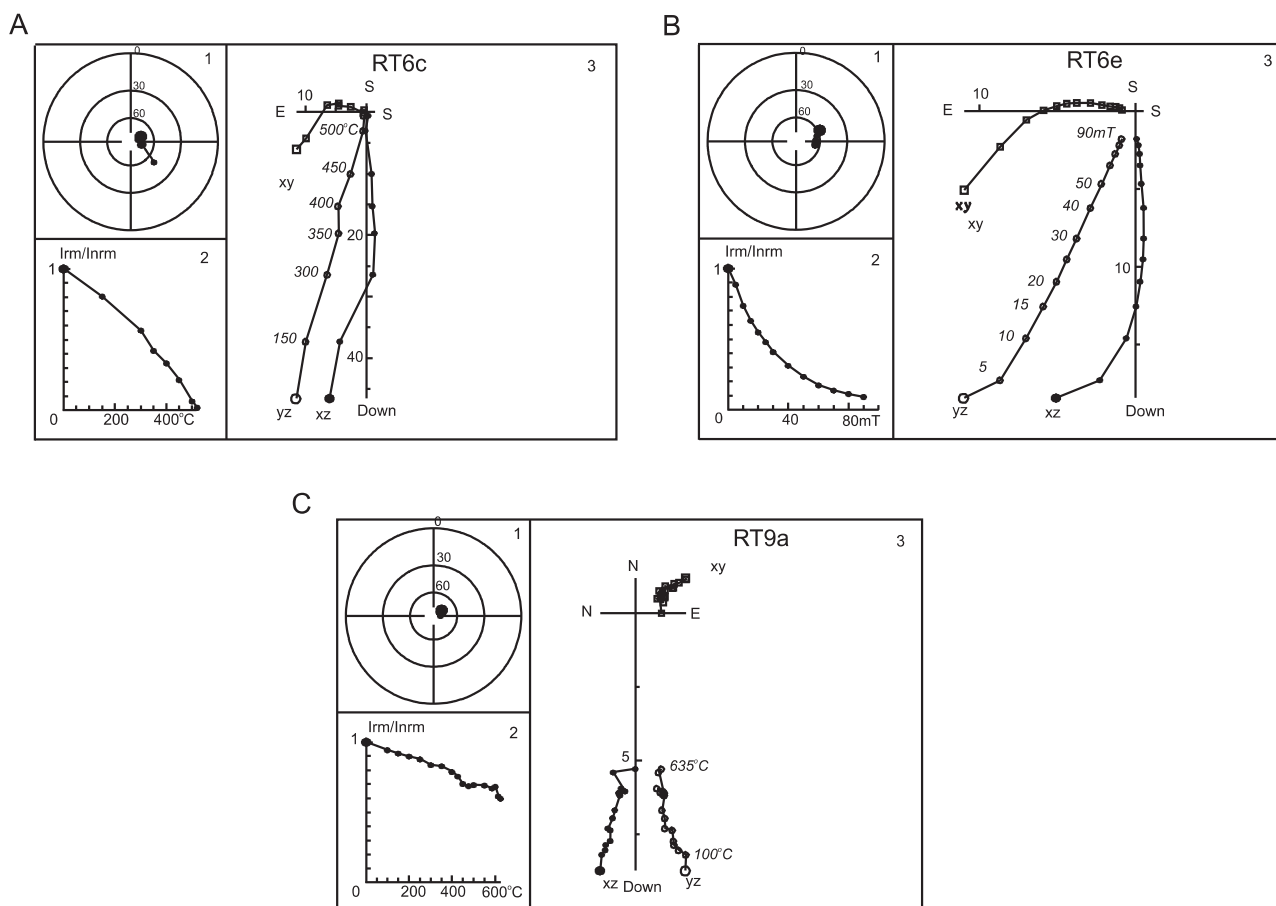 A
0
1
30
60
Irm/Inrm
2
1
0 200 400°C
RT6c
3
S
E 10 S
500°C
450
xy
400
350
20
300
150
40
yz xz Down
B
0
1
30
60
Irm/Inrm
2
1
0 40 80mT
RT6e
3
S
E 10 S
90mT
50
xy
xy
40
30
10
20
15
10
5
yz xz Down
C
0
1
30
60
Irm/Inrm
2
1
0 200 400 600°C
RT9a
3
N xy
N E
5 635°C
100°C
xz Down yz